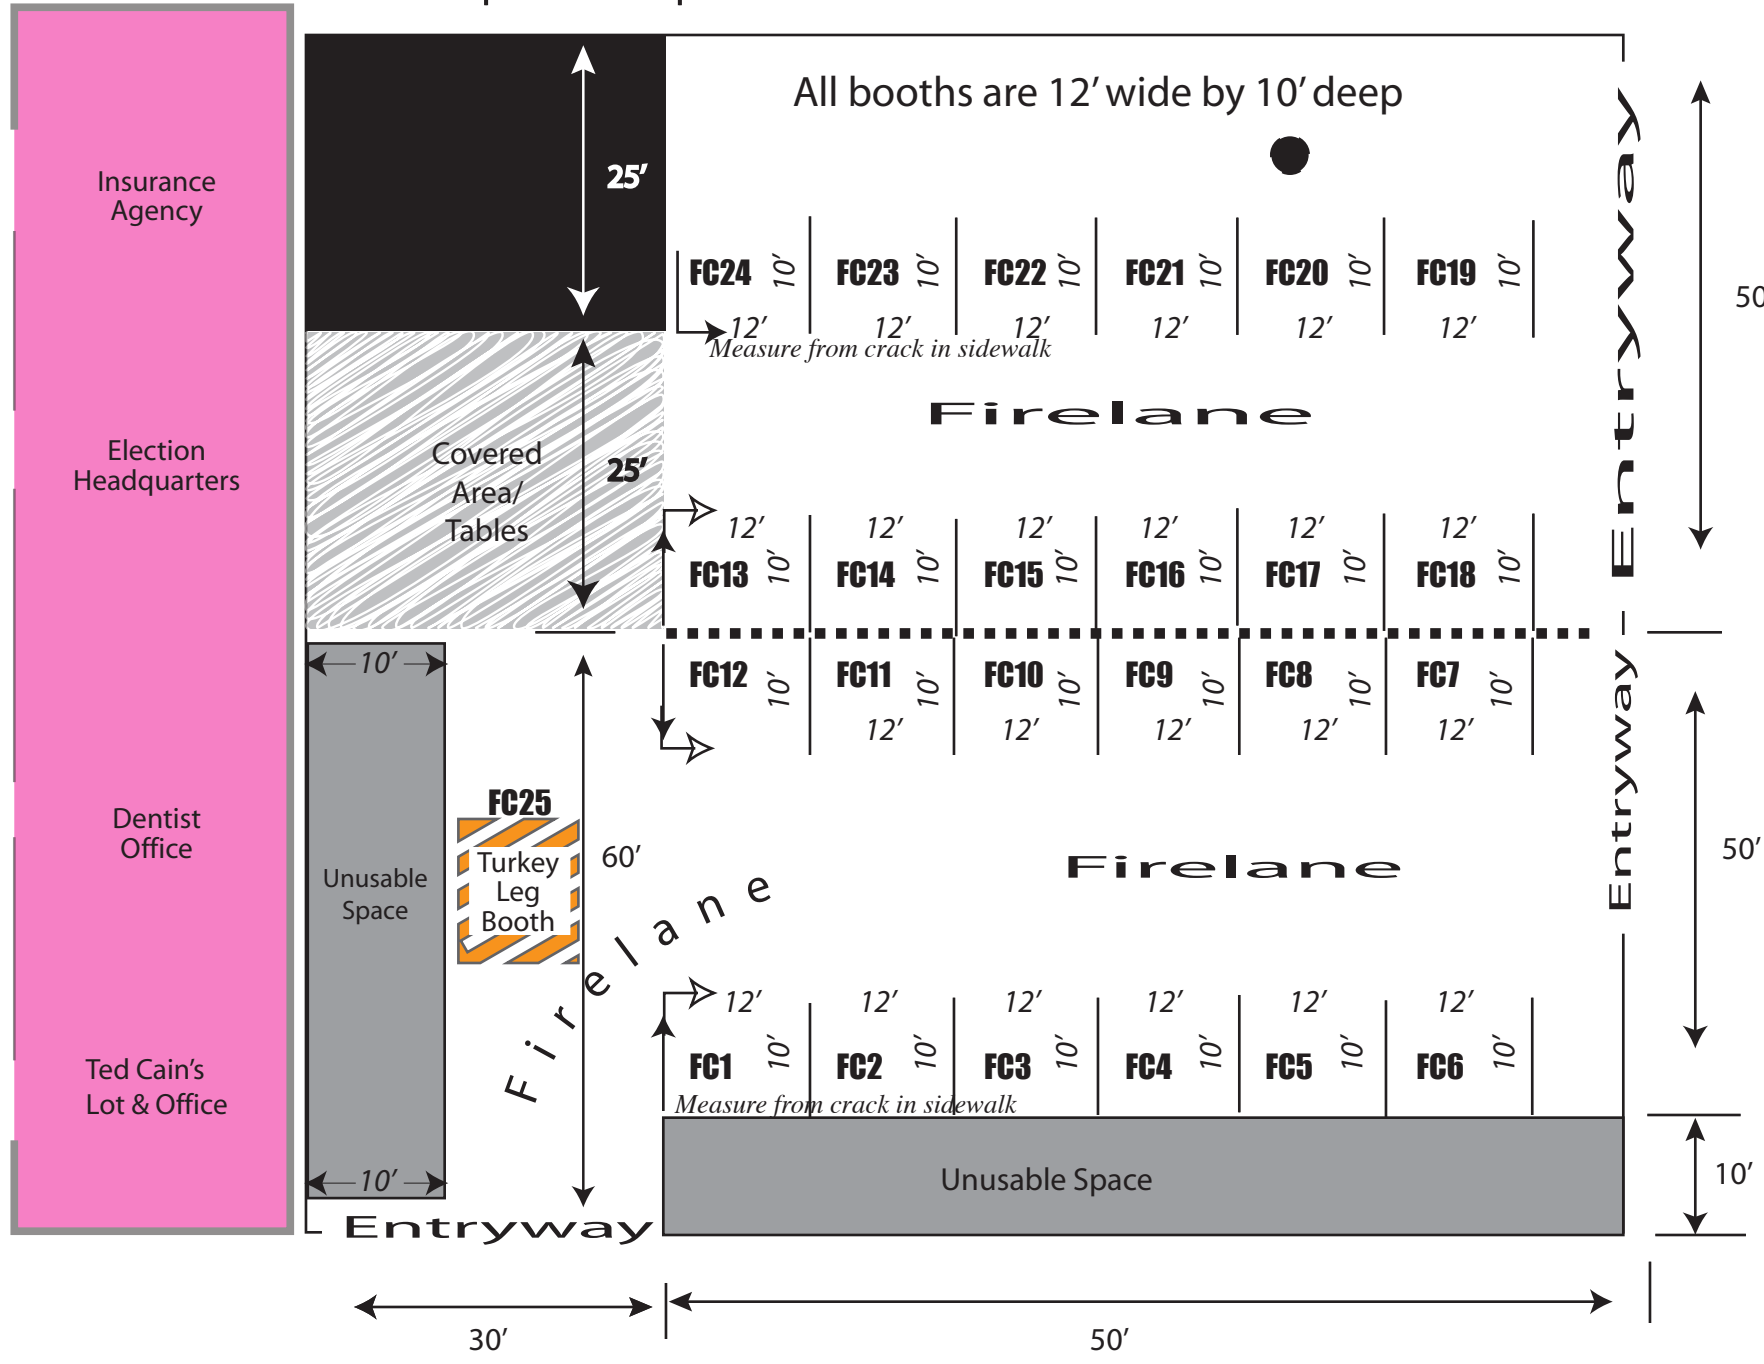 All booths are 12' wide by 10' deep
Insurance
Agency
25'
Entryway
50
FC24 10' FC23 10' FC22 10' FC21 10' FC20 10' FC19 10'
12' 12' 12' 12' 12' 12'
Measure from crack in sidewalk
Firelane
Election
Headquarters
Covered
Area/
Tables
25'
12' 12' 12' 12' 12' 12'
FC13 10' FC14 10' FC15 10' FC16 10' FC17 10' FC18 10'
10'
FC12 10' FC11 10' FC10 10' FC9 10' FC8 10' FC7 10'
12' 12' 12' 12' 12'
Entryway
50'
Dentist
Office
Unusable
Space
FC25
Turkey
Leg
Booth
60'
Firelane
Firelane
12' 12' 12' 12' 12' 12'
FC1 10' FC2 10' FC3 10' FC4 10' FC5 10' FC6 10'
Measure from crack in sidewalk
Ted Cain's
Lot & Office
10'
Unusable Space
10'
Entryway
30'
50'